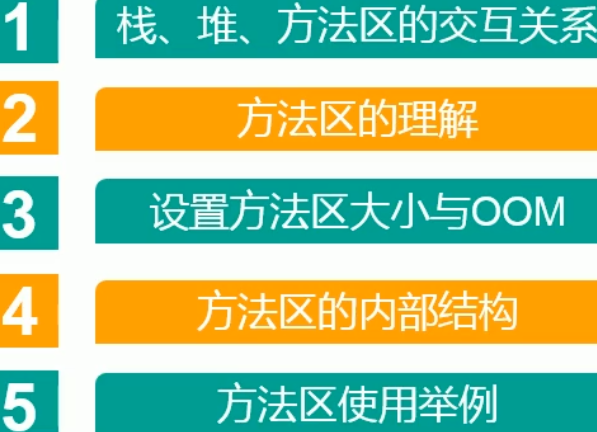 1 栈、堆、方法区的交互关系
2 方法区的理解
3 设置方法区大小与OOM
4 方法区的内部结构
5 方法区使用举例